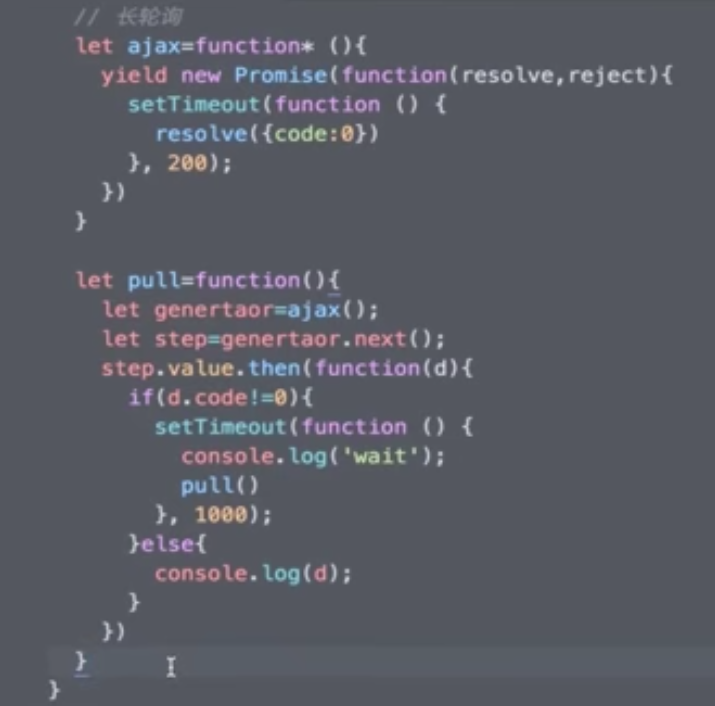 // 长轮询
let ajax=function* (){
yield new Promise(function(resolve,reject){
setTimeout(function () {
resolve({code:0})
}, 200);
})
}
let pull=function(){
let genertaor=ajax();
let step=genertaor.next();
step.value.then(function(d){
if(d.code!=0){
setTimeout(function () {
console.log('wait');
pull()
}, 1000);
}else{
console.log(d);
}
})
}
}